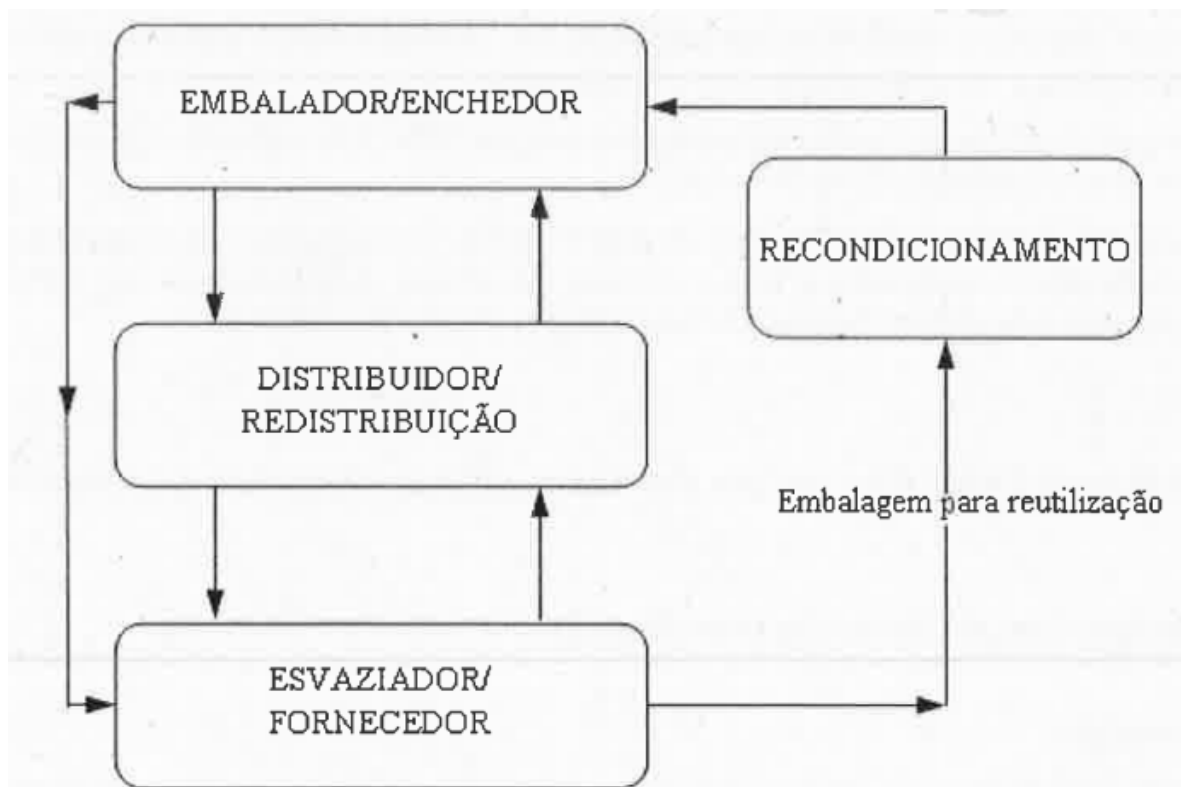 EMBALADOR/ENCHEDOR
RECONDICIONAMENTO
DISTRIBUIDOR/
REDISTRIBUIÇÃO
Embalagem para reutilização
ESVAZIADOR/
FORNECEDOR